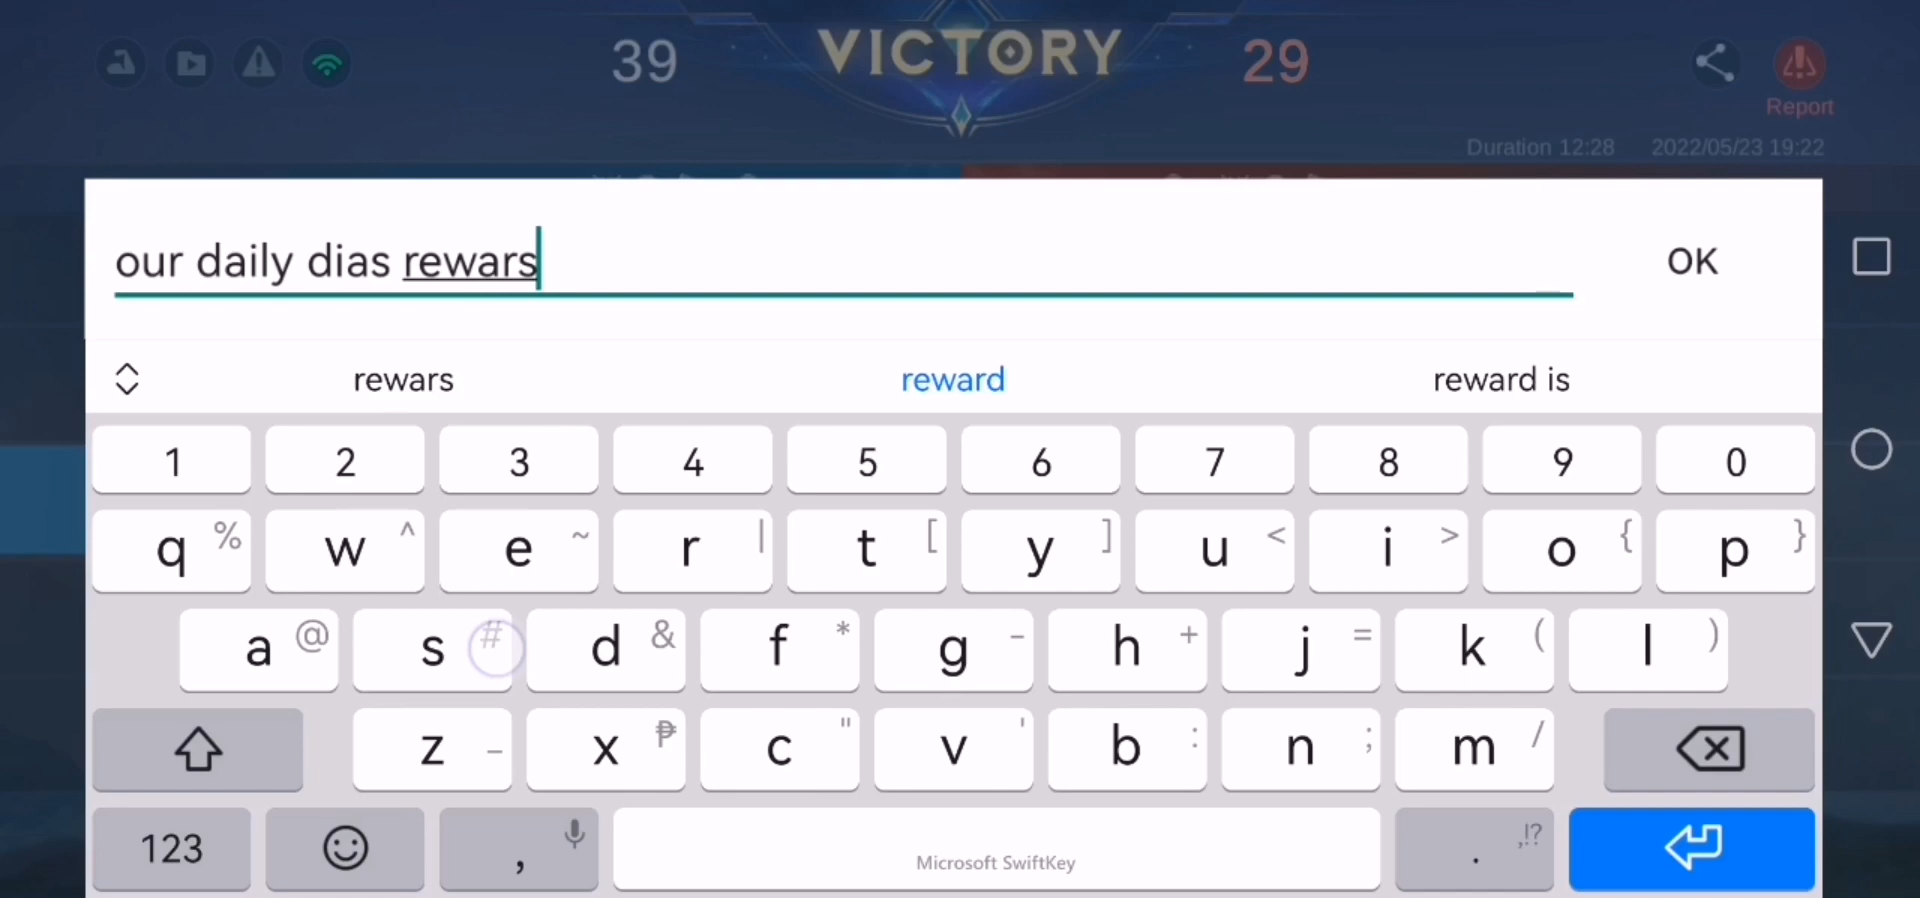 39 VICTORY 29
Report
Duration 12:28 2022/05/23 19:22
our daily dias rewars OK
rewars reward reward is
1 2 3 4 5 6 7 8 9 0
q % w ^ e ~ r | t [ y ] u < i > o { p }
a @ s # d & f * g - h + j = k ( l )
z _ x ₱ c " v ' b : n ; m /
123 , Microsoft SwiftKey . ,!?